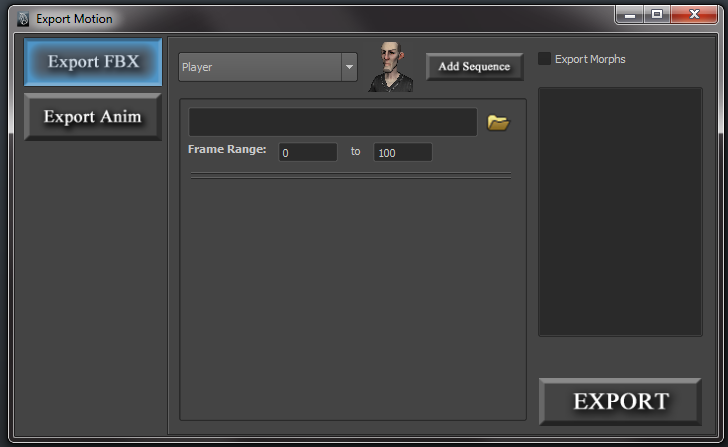 Export Motion
Export FBX
Export Anim
Player
Add Sequence
Export Morphs
Frame Range: 0 to 100
EXPORT